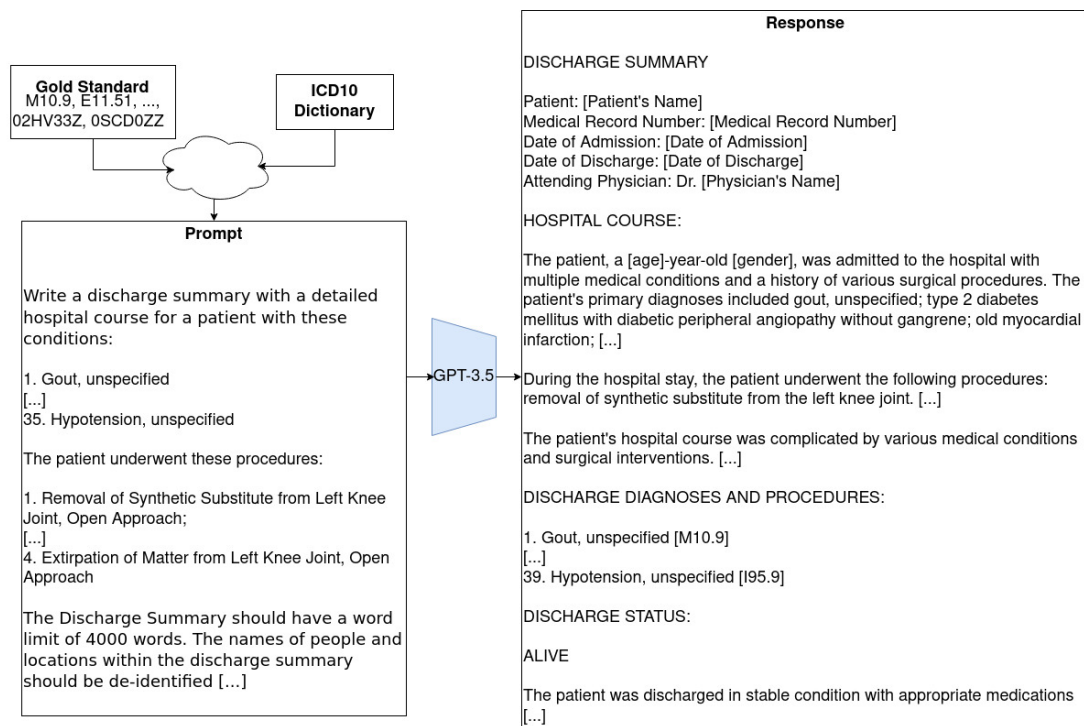 Gold Standard
M10.9, E11.51, ...,
02HV33Z, 0SCD0ZZ
ICD10
Dictionary
Prompt
Write a discharge summary with a detailed
hospital course for a patient with these
conditions:
1. Gout, unspecified
[...]
35. Hypotension, unspecified
The patient underwent these procedures:
1. Removal of Synthetic Substitute from Left Knee
Joint, Open Approach;
[...]
4. Extirpation of Matter from Left Knee Joint, Open
Approach
The Discharge Summary should have a word
limit of 4000 words. The names of people and
locations within the discharge summary
should be de-identified [...]
GPT-3.5
Response
DISCHARGE SUMMARY
Patient: [Patient's Name]
Medical Record Number: [Medical Record Number]
Date of Admission: [Date of Admission]
Date of Discharge: [Date of Discharge]
Attending Physician: Dr. [Physician's Name]
HOSPITAL COURSE:
The patient, a [age]-year-old [gender], was admitted to the hospital with
multiple medical conditions and a history of various surgical procedures. The
patient's primary diagnoses included gout, unspecified; type 2 diabetes
mellitus with diabetic peripheral angiopathy without gangrene; old myocardial
infarction; [...]
During the hospital stay, the patient underwent the following procedures:
removal of synthetic substitute from the left knee joint. [...]
The patient's hospital course was complicated by various medical conditions
and surgical interventions. [...]
DISCHARGE DIAGNOSES AND PROCEDURES:
1. Gout, unspecified [M10.9]
[...]
39. Hypotension, unspecified [I95.9]
DISCHARGE STATUS:
ALIVE
The patient was discharged in stable condition with appropriate medications
[...]